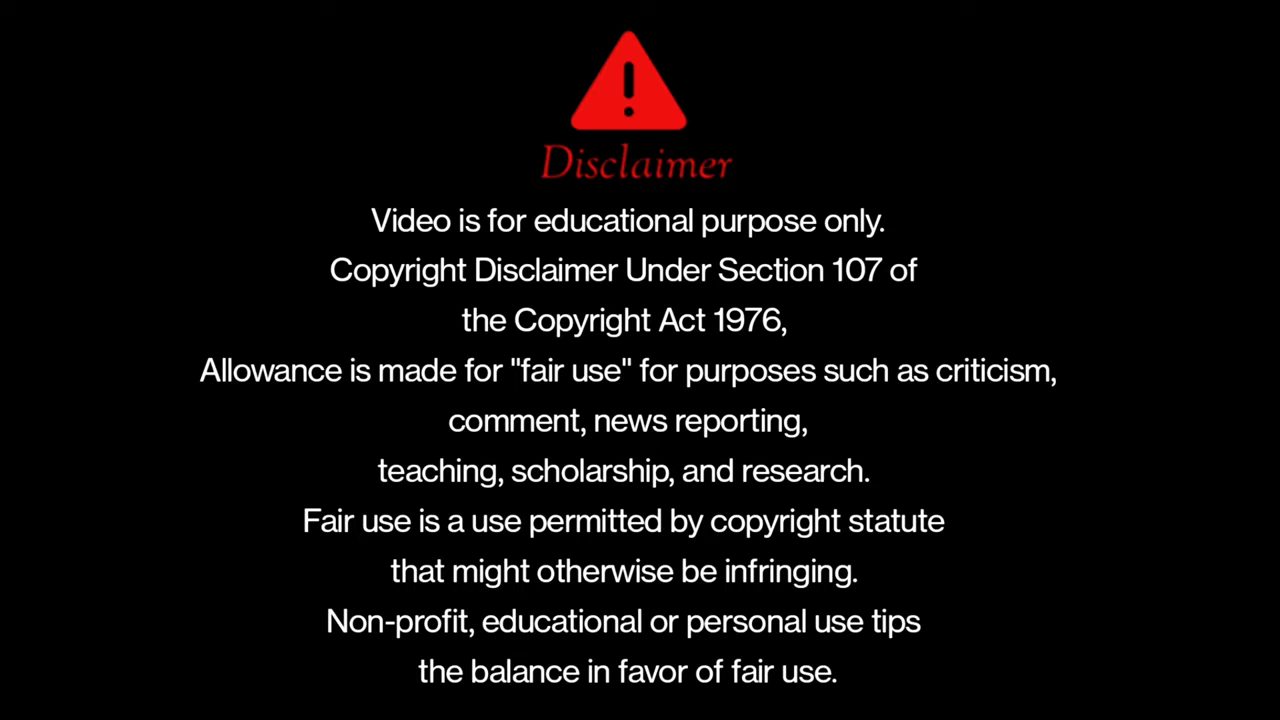 Disclaimer
Video is for educational purpose only.
Copyright Disclaimer Under Section 107 of
the Copyright Act 1976,
Allowance is made for "fair use" for purposes such as criticism,
comment, news reporting,
teaching, scholarship, and research.
Fair use is a use permitted by copyright statute
that might otherwise be infringing.
Non-profit, educational or personal use tips
the balance in favor of fair use.